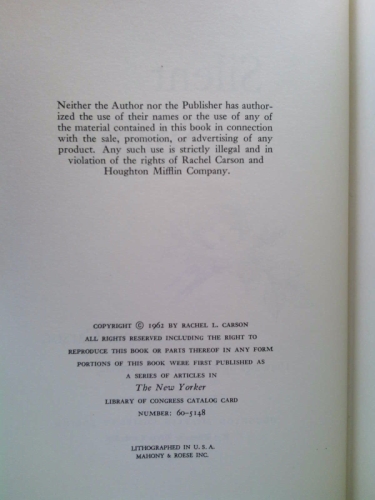 Neither the Author nor the Publisher has author-
ized the use of their names or the use of any of
the material contained in this book in connection
with the sale, promotion, or advertising of any
product. Any such use is strictly illegal and in
violation of the rights of Rachel Carson and
Houghton Mifflin Company.
COPYRIGHT © 1962 BY RACHEL L. CARSON
ALL RIGHTS RESERVED INCLUDING THE RIGHT TO
REPRODUCE THIS BOOK OR PARTS THEREOF IN ANY FORM
PORTIONS OF THIS BOOK WERE FIRST PUBLISHED AS
A SERIES OF ARTICLES IN
The New Yorker
LIBRARY OF CONGRESS CATALOG CARD
NUMBER: 60-5148
LITHOGRAPHED IN U. S. A.
MAHONY & ROESE INC.